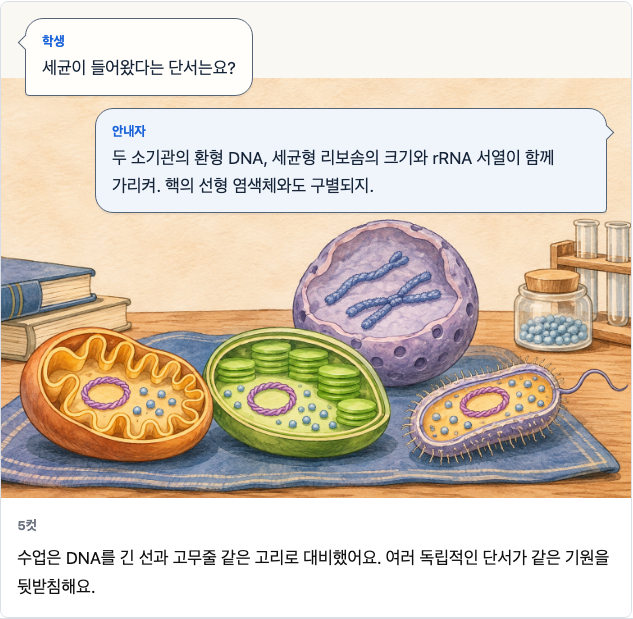 학생
세균이 들어왔다는 단서는요?
안내자
두 소기관의 환형 DNA, 세균형 리보솜의 크기와 rRNA 서열이 함께
가리켜. 핵의 선형 염색체와도 구별되지.
5컷
수업은 DNA를 긴 선과 고무줄 같은 고리로 대비했어요. 여러 독립적인 단서가 같은 기원을
뒷받침해요.